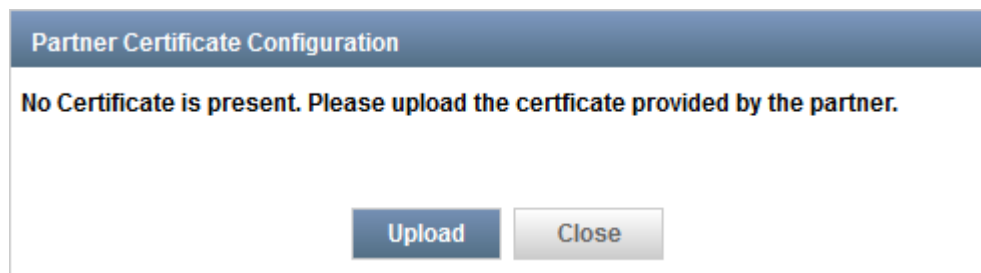 Partner Certificate Configuration
No Certificate is present. Please upload the certficate provided by the partner.
Upload Close